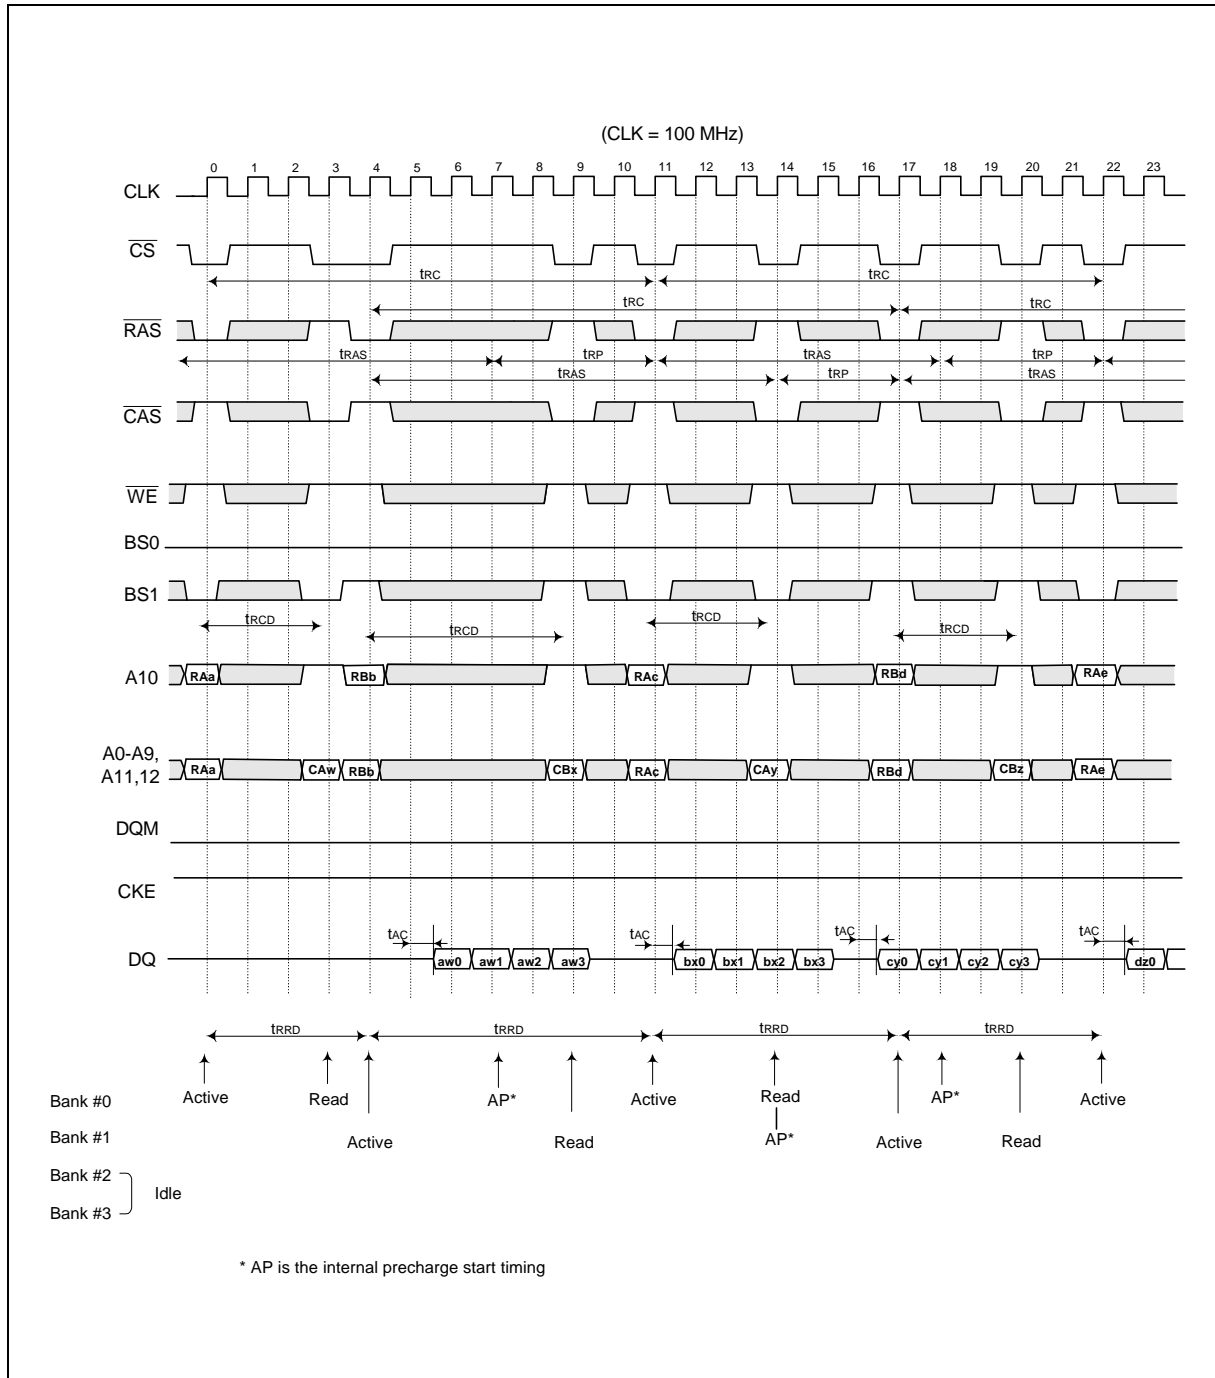 (CLK = 100 MHz)
0 1 2 3 4 5 6 7 8 9 10 11 12 13 14 15 16 17 18 19 20 21 22 23
CLK
CS
tRC tRC
tRC tRC
RAS
tRAS tRP tRAS tRP
tRAS tRP tRAS
CAS
WE
BS0
BS1
tRCD tRCD tRCD tRCD
A10 RAa RBb RAc RBd RAe
A0-A9,
A11,12
RAa CAw RBb CBx RAc CAy RBd CBz RAe
DQM
CKE
tAC tAC tAC tAC
DQ aw0 aw1 aw2 aw3 bx0 bx1 bx2 bx3 cy0 cy1 cy2 cy3 dz0
tRRD tRRD tRRD tRRD
Bank #0 Active Read AP* Active Read AP* Active
Bank #1 Active Read AP* Active Read
Bank #2
Idle
Bank #3
* AP is the internal precharge start timing